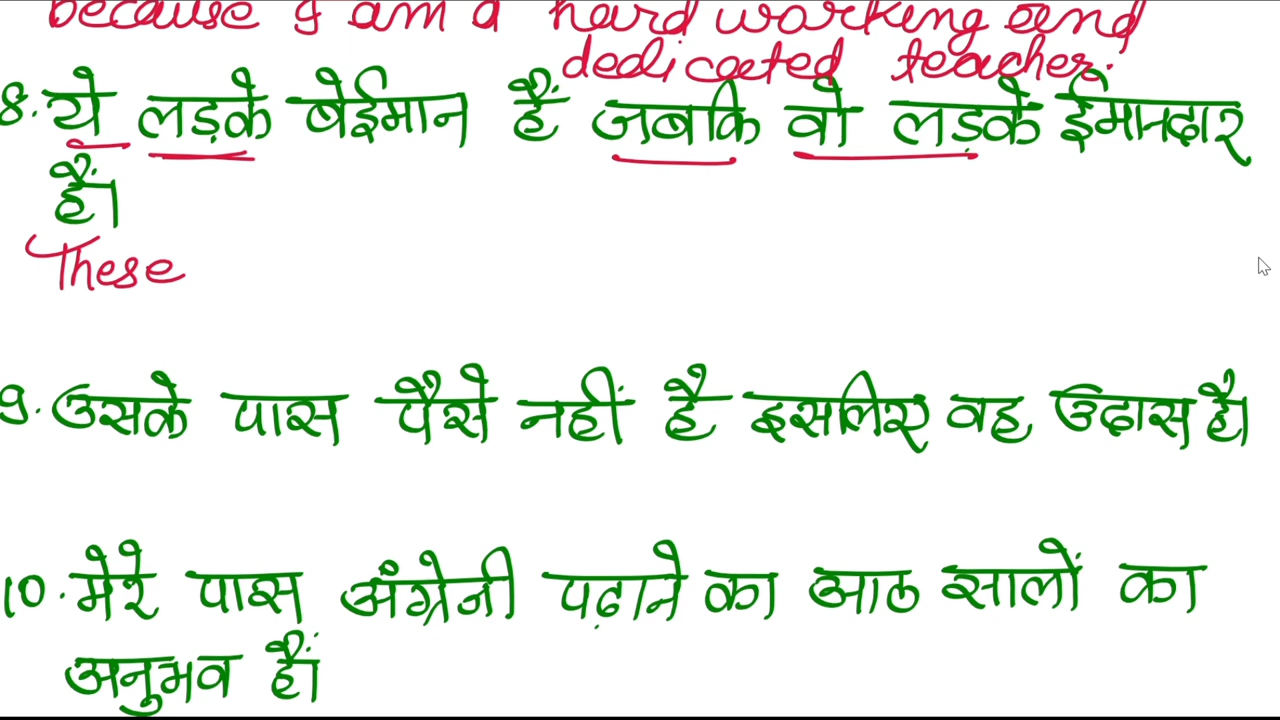 because I am a hard working and
dedicated teacher.
8. ये लड़के बेईमान हैं जबकि वो लड़के ईमानदार
हैं।
These
9. उसके पास पैसे नहीं है इसलिए वह उदास है।
10. मेरे पास अंग्रेजी पढ़ाने का आठ सालों का
अनुभव हैं।